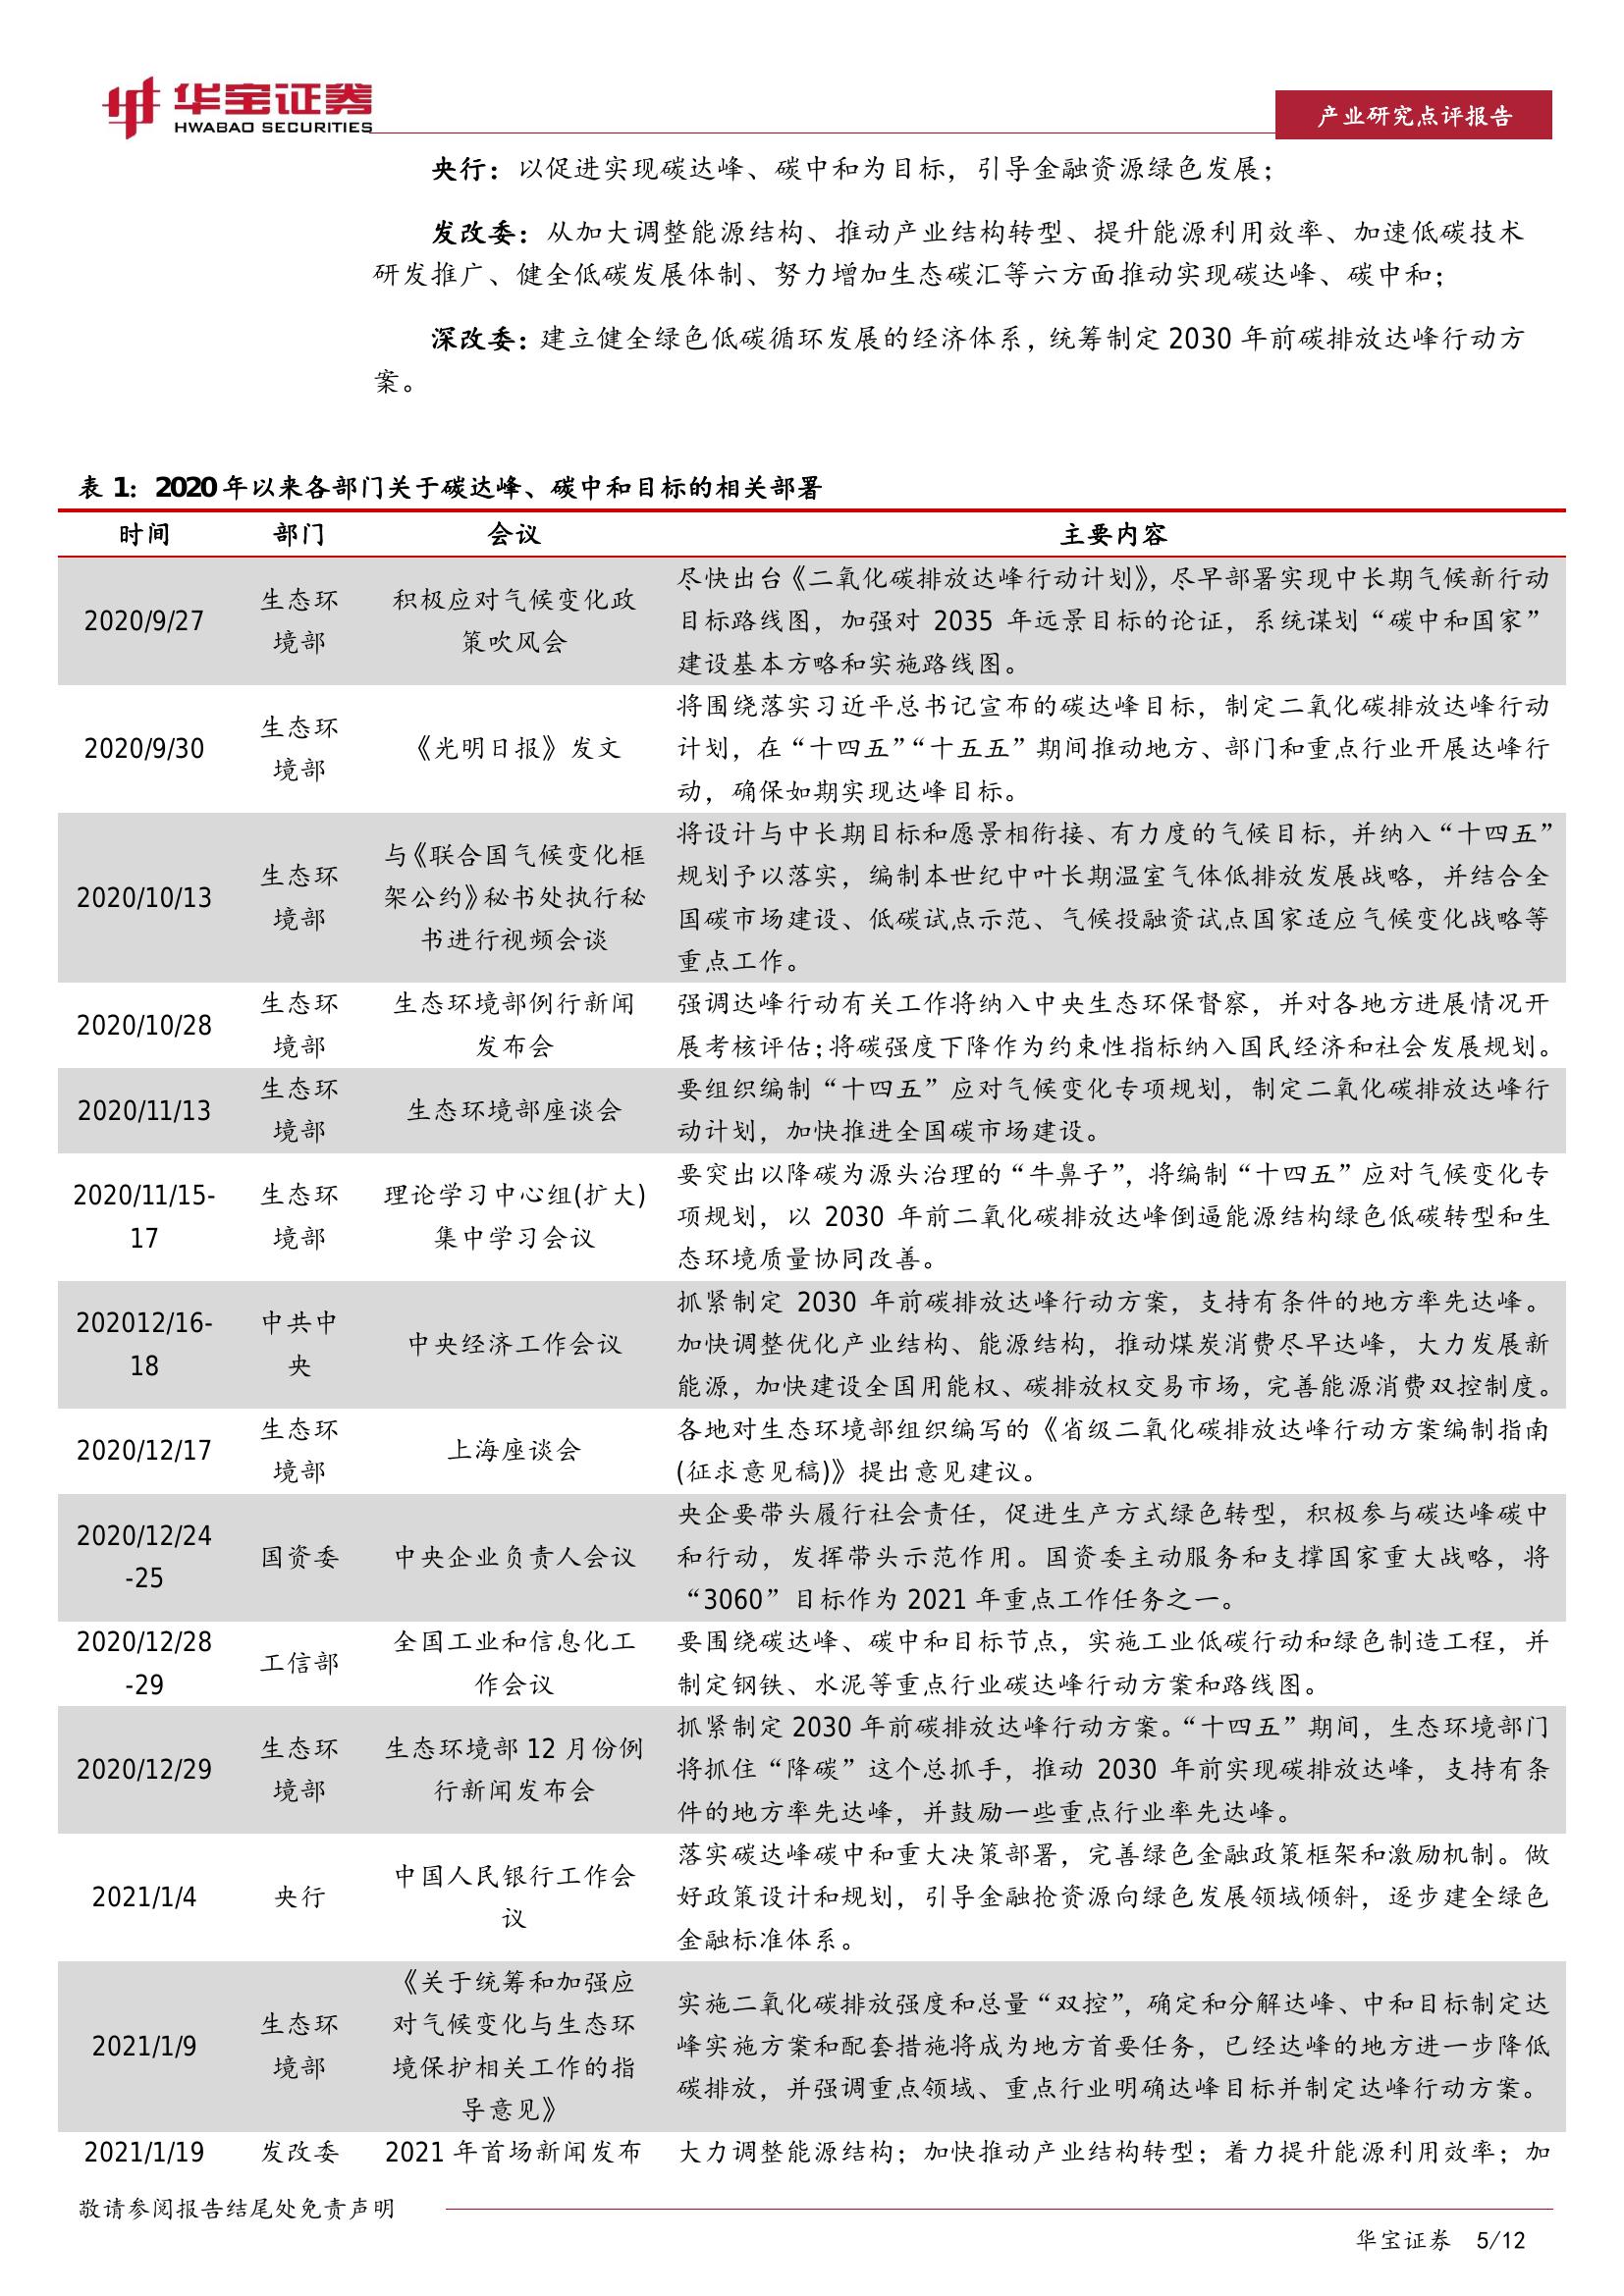 华宝证券
HWABAO SECURITIES
产业研究点评报告
央行：以促进实现碳达峰、碳中和为目标，引导金融资源绿色发展；
发改委：从加大调整能源结构、推动产业结构转型、提升能源利用效率、加速低碳技术
研发推广、健全低碳发展体制、努力增加生态碳汇等六方面推动实现碳达峰、碳中和；
深改委：建立健全绿色低碳循环发展的经济体系，统筹制定 2030 年前碳排放达峰行动方
案。
表 1：2020 年以来各部门关于碳达峰、碳中和目标的相关部署
时间 部门 会议 主要内容
2020/9/27
生态环
境部
积极应对气候变化政
策吹风会
尽快出台《二氧化碳排放达峰行动计划》，尽早部署实现中长期气候新行动
目标路线图，加强对 2035 年远景目标的论证，系统谋划“碳中和国家”
建设基本方略和实施路线图。
2020/9/30
生态环
境部
《光明日报》发文
将围绕落实习近平总书记宣布的碳达峰目标，制定二氧化碳排放达峰行动
计划，在“十四五”“十五五”期间推动地方、部门和重点行业开展达峰行
动，确保如期实现达峰目标。
2020/10/13
生态环
境部
与《联合国气候变化框
架公约》秘书处执行秘
书进行视频会谈
将设计与中长期目标和愿景相衔接、有力度的气候目标，并纳入“十四五”
规划予以落实，编制本世纪中叶长期温室气体低排放发展战略，并结合全
国碳市场建设、低碳试点示范、气候投融资试点国家适应气候变化战略等
重点工作。
2020/10/28
生态环
境部
生态环境部例行新闻
发布会
强调达峰行动有关工作将纳入中央生态环保督察，并对各地方进展情况开
展考核评估；将碳强度下降作为约束性指标纳入国民经济和社会发展规划。
2020/11/13
生态环
境部
生态环境部座谈会
要组织编制“十四五”应对气候变化专项规划，制定二氧化碳排放达峰行
动计划，加快推进全国碳市场建设。
2020/11/15-
17
生态环
境部
理论学习中心组(扩大)
集中学习会议
要突出以降碳为源头治理的“牛鼻子”，将编制“十四五”应对气候变化专
项规划，以 2030 年前二氧化碳排放达峰倒逼能源结构绿色低碳转型和生
态环境质量协同改善。
202012/16-
18
中共中
央
中央经济工作会议
抓紧制定 2030 年前碳排放达峰行动方案，支持有条件的地方率先达峰。
加快调整优化产业结构、能源结构，推动煤炭消费尽早达峰，大力发展新
能源，加快建设全国用能权、碳排放权交易市场，完善能源消费双控制度。
2020/12/17
生态环
境部
上海座谈会
各地对生态环境部组织编写的《省级二氧化碳排放达峰行动方案编制指南
(征求意见稿)》提出意见建议。
2020/12/24
-25
国资委
中央企业负责人会议
央企要带头履行社会责任，促进生产方式绿色转型，积极参与碳达峰碳中
和行动，发挥带头示范作用。国资委主动服务和支撑国家重大战略，将
“3060”目标作为 2021 年重点工作任务之一。
2020/12/28
-29
工信部
全国工业和信息化工
作会议
要围绕碳达峰、碳中和目标节点，实施工业低碳行动和绿色制造工程，并
制定钢铁、水泥等重点行业碳达峰行动方案和路线图。
2020/12/29
生态环
境部
生态环境部 12 月份例
行新闻发布会
抓紧制定 2030 年前碳排放达峰行动方案。“十四五”期间，生态环境部门
将抓住“降碳”这个总抓手，推动 2030 年前实现碳排放达峰，支持有条
件的地方率先达峰，并鼓励一些重点行业率先达峰。
2021/1/4
央行
中国人民银行工作会
议
落实碳达峰碳中和重大决策部署，完善绿色金融政策框架和激励机制。做
好政策设计和规划，引导金融抢资源向绿色发展领域倾斜，逐步建全绿色
金融标准体系。
2021/1/9
生态环
境部
《关于统筹和加强应
对气候变化与生态环
境保护相关工作的指
导意见》
实施二氧化碳排放强度和总量“双控”，确定和分解达峰、中和目标制定达
峰实施方案和配套措施将成为地方首要任务，已经达峰的地方进一步降低
碳排放，并强调重点领域、重点行业明确达峰目标并制定达峰行动方案。
2021/1/19
发改委
2021 年首场新闻发布
大力调整能源结构；加快推动产业结构转型；着力提升能源利用效率；加
敬请参阅报告结尾处免责声明
华宝证券 5/12